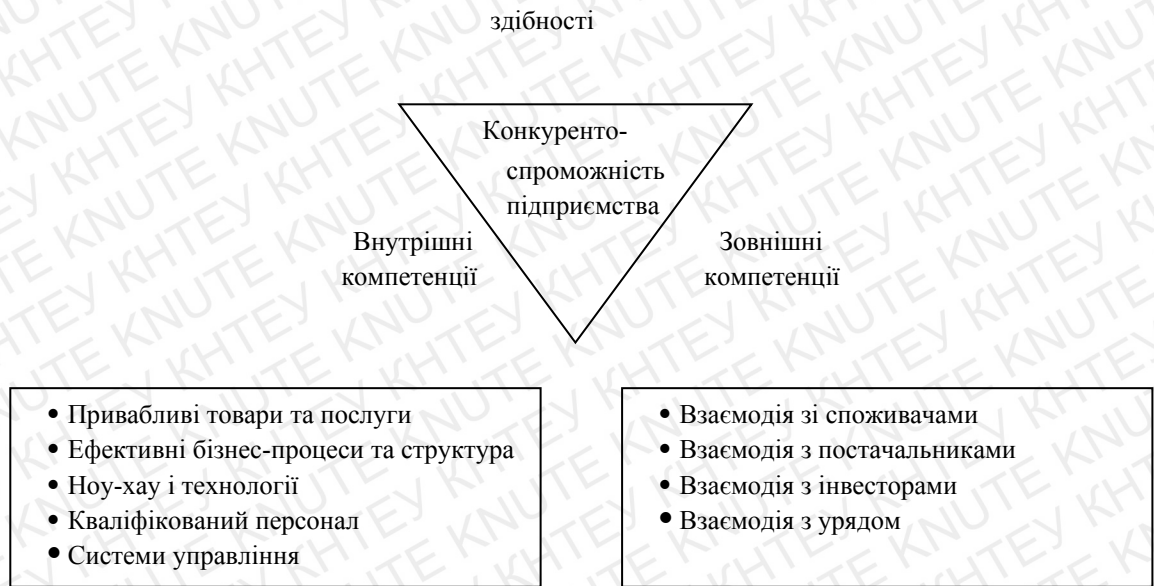 здібності
Конкуренто-
спроможність
підприємства
Внутрішні
компетенції
Зовнішні
компетенції
• Привабливі товари та послуги
• Ефективні бізнес-процеси та структура
• Ноу-хау і технології
• Кваліфікований персонал
• Системи управління
• Взаємодія зі споживачами
• Взаємодія з постачальниками
• Взаємодія з інвесторами
• Взаємодія з урядом